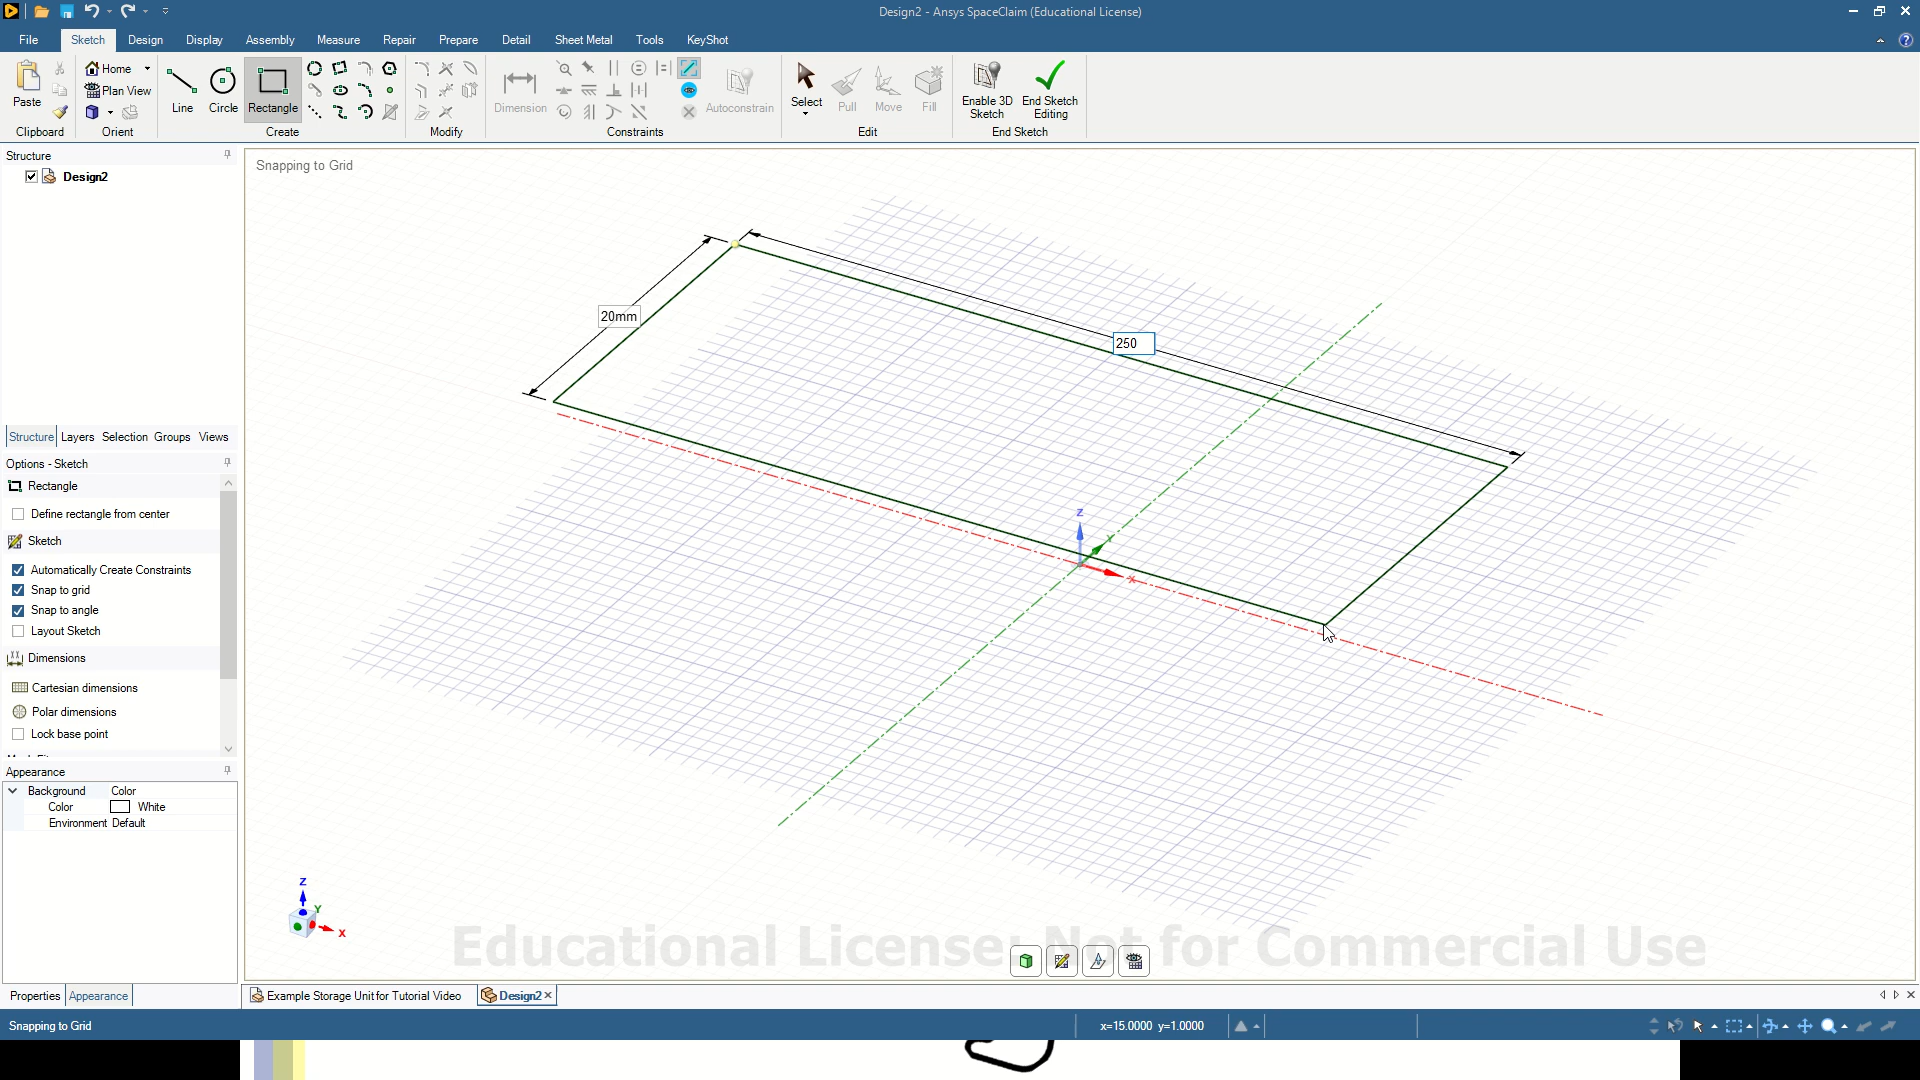 Design2 - Ansys SpaceClaim (Educational License)
File Sketch Design Display Assembly Measure Repair Prepare Detail Sheet Metal Tools KeyShot
Paste
Home
Plan View
Line
Circle
Rectangle
Dimension
Autoconstrain
Select
Pull
Move
Fill
Enable 3D Sketch
End Sketch Editing
Clipboard Orient Create Modify Constraints Edit End Sketch
Structure
Design2
Snapping to Grid
20mm
250
Z
Y
X
Structure Layers Selection Groups Views
Options - Sketch
Rectangle
Define rectangle from center
Sketch
Automatically Create Constraints
Snap to grid
Snap to angle
Layout Sketch
Dimensions
Cartesian dimensions
Polar dimensions
Lock base point
Appearance
Background Color
Color White
Environment Default
Z
Y
X
Educational License: Not for Commercial Use
Properties Appearance
Example Storage Unit for Tutorial Video
Design2
Snapping to Grid
x=15.0000 y=1.0000